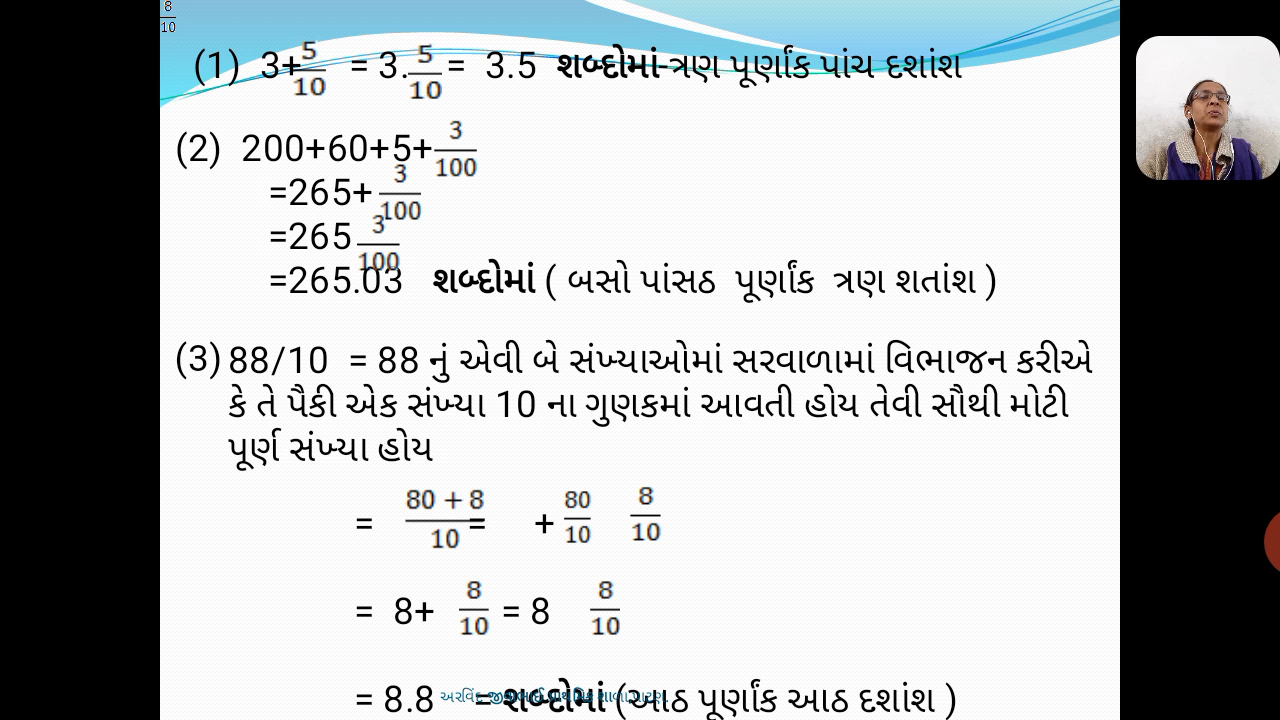 8/10
(1) 3+5/10 = 3.5/10 = 3.5 શબ્દોમાં-ત્રણ પૂર્ણાંક પાંચ દશાંશ
(2) 200+60+5+3/100
=265+3/100
=265 3/100
=265.03 શબ્દોમાં ( બસો પાંસઠ પૂર્ણાંક ત્રણ શતાંશ )
(3) 88/10 = 88 નું એવી બે સંખ્યાઓમાં સરવાળામાં વિભાજન કરીએ
કે તે પૈકી એક સંખ્યા 10 ના ગુણકમાં આવતી હોય તેવી સૌથી મોટી
પૂર્ણ સંખ્યા હોય
= 80 + 8/10 = + 80/10 8/10
= 8+ 8/10 = 8 8/10
= 8.8 = શબ્દોમાં (આઠ પૂર્ણાંક આઠ દશાંશ )
અરવિંદ પ્રાથમિક શાળા